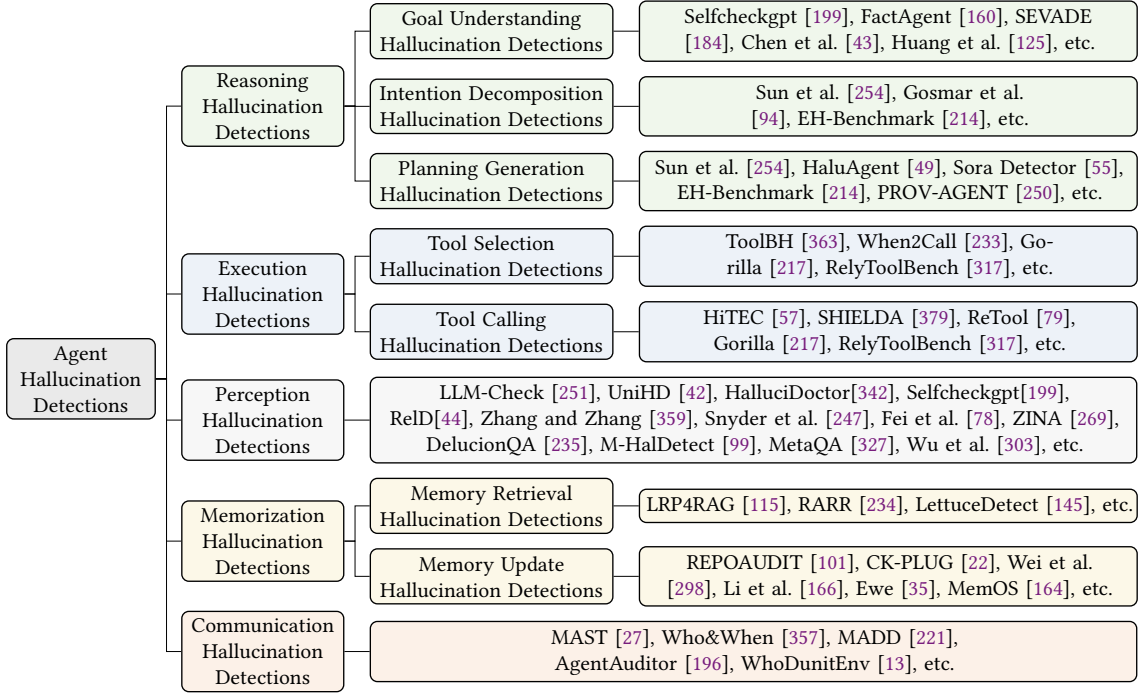 Agent
Hallucination
Detections
Reasoning
Hallucination
Detections
Goal Understanding
Hallucination Detections
Selfcheckgpt [199], FactAgent [160], SEVADE
[184], Chen et al. [43], Huang et al. [125], etc.
Intention Decomposition
Hallucination Detections
Sun et al. [254], Gosmar et al.
[94], EH-Benchmark [214], etc.
Planning Generation
Hallucination Detections
Sun et al. [254], HaluAgent [49], Sora Detector [55],
EH-Benchmark [214], PROV-AGENT [250], etc.
Execution
Hallucination
Detections
Tool Selection
Hallucination Detections
ToolBH [363], When2Call [233], Go-
rilla [217], RelyToolBench [317], etc.
Tool Calling
Hallucination Detections
HiTEC [57], SHIELDA [379], ReTool [79],
Gorilla [217], RelyToolBench [317], etc.
Perception
Hallucination
Detections
LLM-Check [251], UniHD [42], HalluciDoctor[342], Selfcheckgpt[199],
RelD[44], Zhang and Zhang [359], Snyder et al. [247], Fei et al. [78], ZINA [269],
DelucionQA [235], M-HalDetect [99], MetaQA [327], Wu et al. [303], etc.
Memorization
Hallucination
Detections
Memory Retrieval
Hallucination Detections
LRP4RAG [115], RARR [234], LettuceDetect [145], etc.
Memory Update
Hallucination Detections
REPOAUDIT [101], CK-PLUG [22], Wei et al.
[298], Li et al. [166], Ewe [35], MemOS [164], etc.
Communication
Hallucination
Detections
MAST [27], Who&When [357], MADD [221],
AgentAuditor [196], WhoDunitEnv [13], etc.